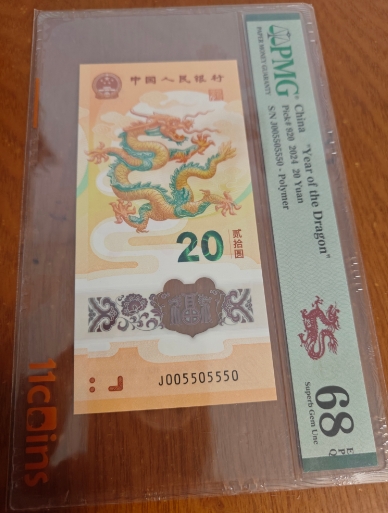 中国人民银行
20
贰拾圆
J005505550
PMG
PAPER MONEY GUARANTY
China "Year of the Dragon"
Pick# 920 2024 20 Yuan
S/N J005505550 - Polymer
68
E
P
Q
Superb Gem Unc
11coins